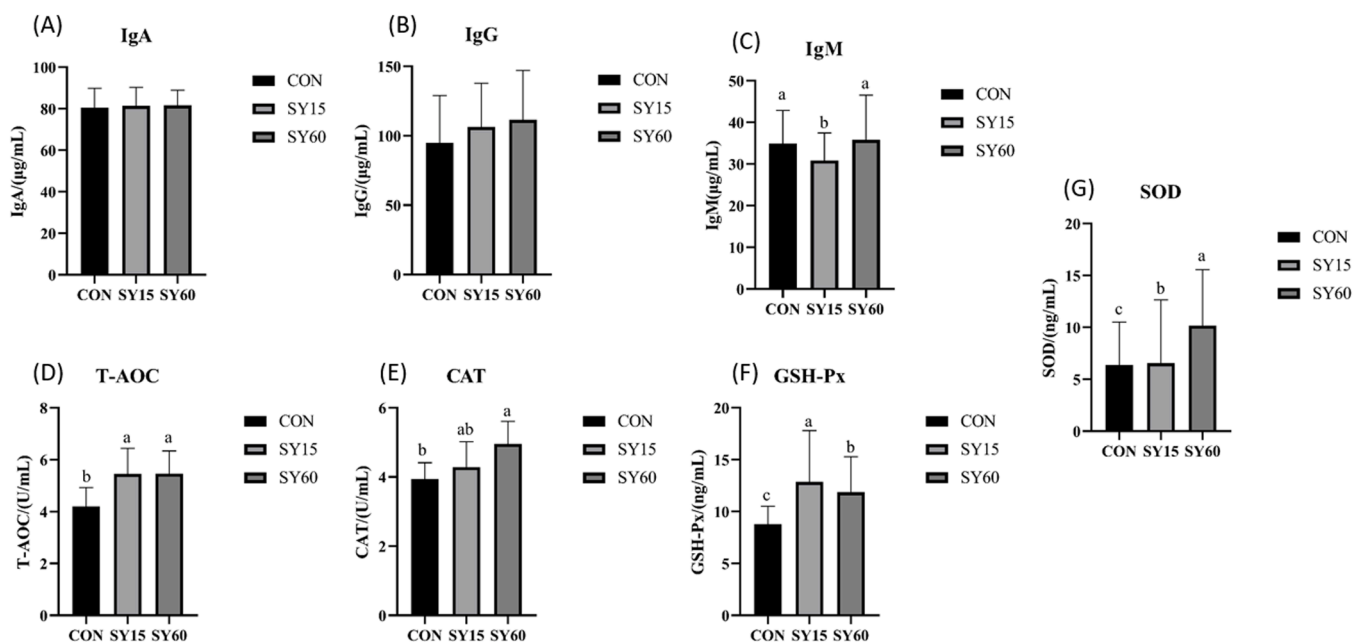 (A)
IgA
IgA/(μg/mL)
100
80
60
40
20
0
CON SY15 SY60
CON
SY15
SY60
(B)
IgG
IgG/(μg/mL)
150
100
50
0
CON SY15 SY60
CON
SY15
SY60
(C)
IgM
IgM(μg/mL)
50
40
30
20
10
0
a
b
a
CON SY15 SY60
CON
SY15
SY60
(D)
T-AOC
T-AOC/(U/mL)
8
6
4
2
0
b
a
a
CON SY15 SY60
CON
SY15
SY60
(E)
CAT
CAT/(U/mL)
6
4
2
0
b
ab
a
CON SY15 SY60
CON
SY15
SY60
(F)
GSH-Px
GSH-Px/(ng/mL)
20
15
10
5
0
c
a
b
CON SY15 SY60
CON
SY15
SY60
(G)
SOD
SOD/(ng/mL)
20
15
10
5
0
c
b
a
CON SY15 SY60
CON
SY15
SY60